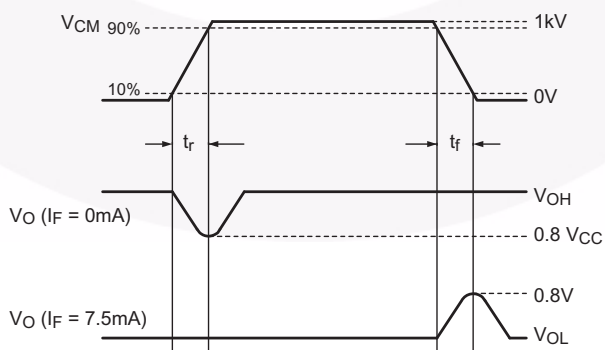 VCM 90% 1kV
10% 0V
tr tf
VO (IF = 0mA) VOH
0.8 VCC
0.8V
VO (IF = 7.5mA) VOL